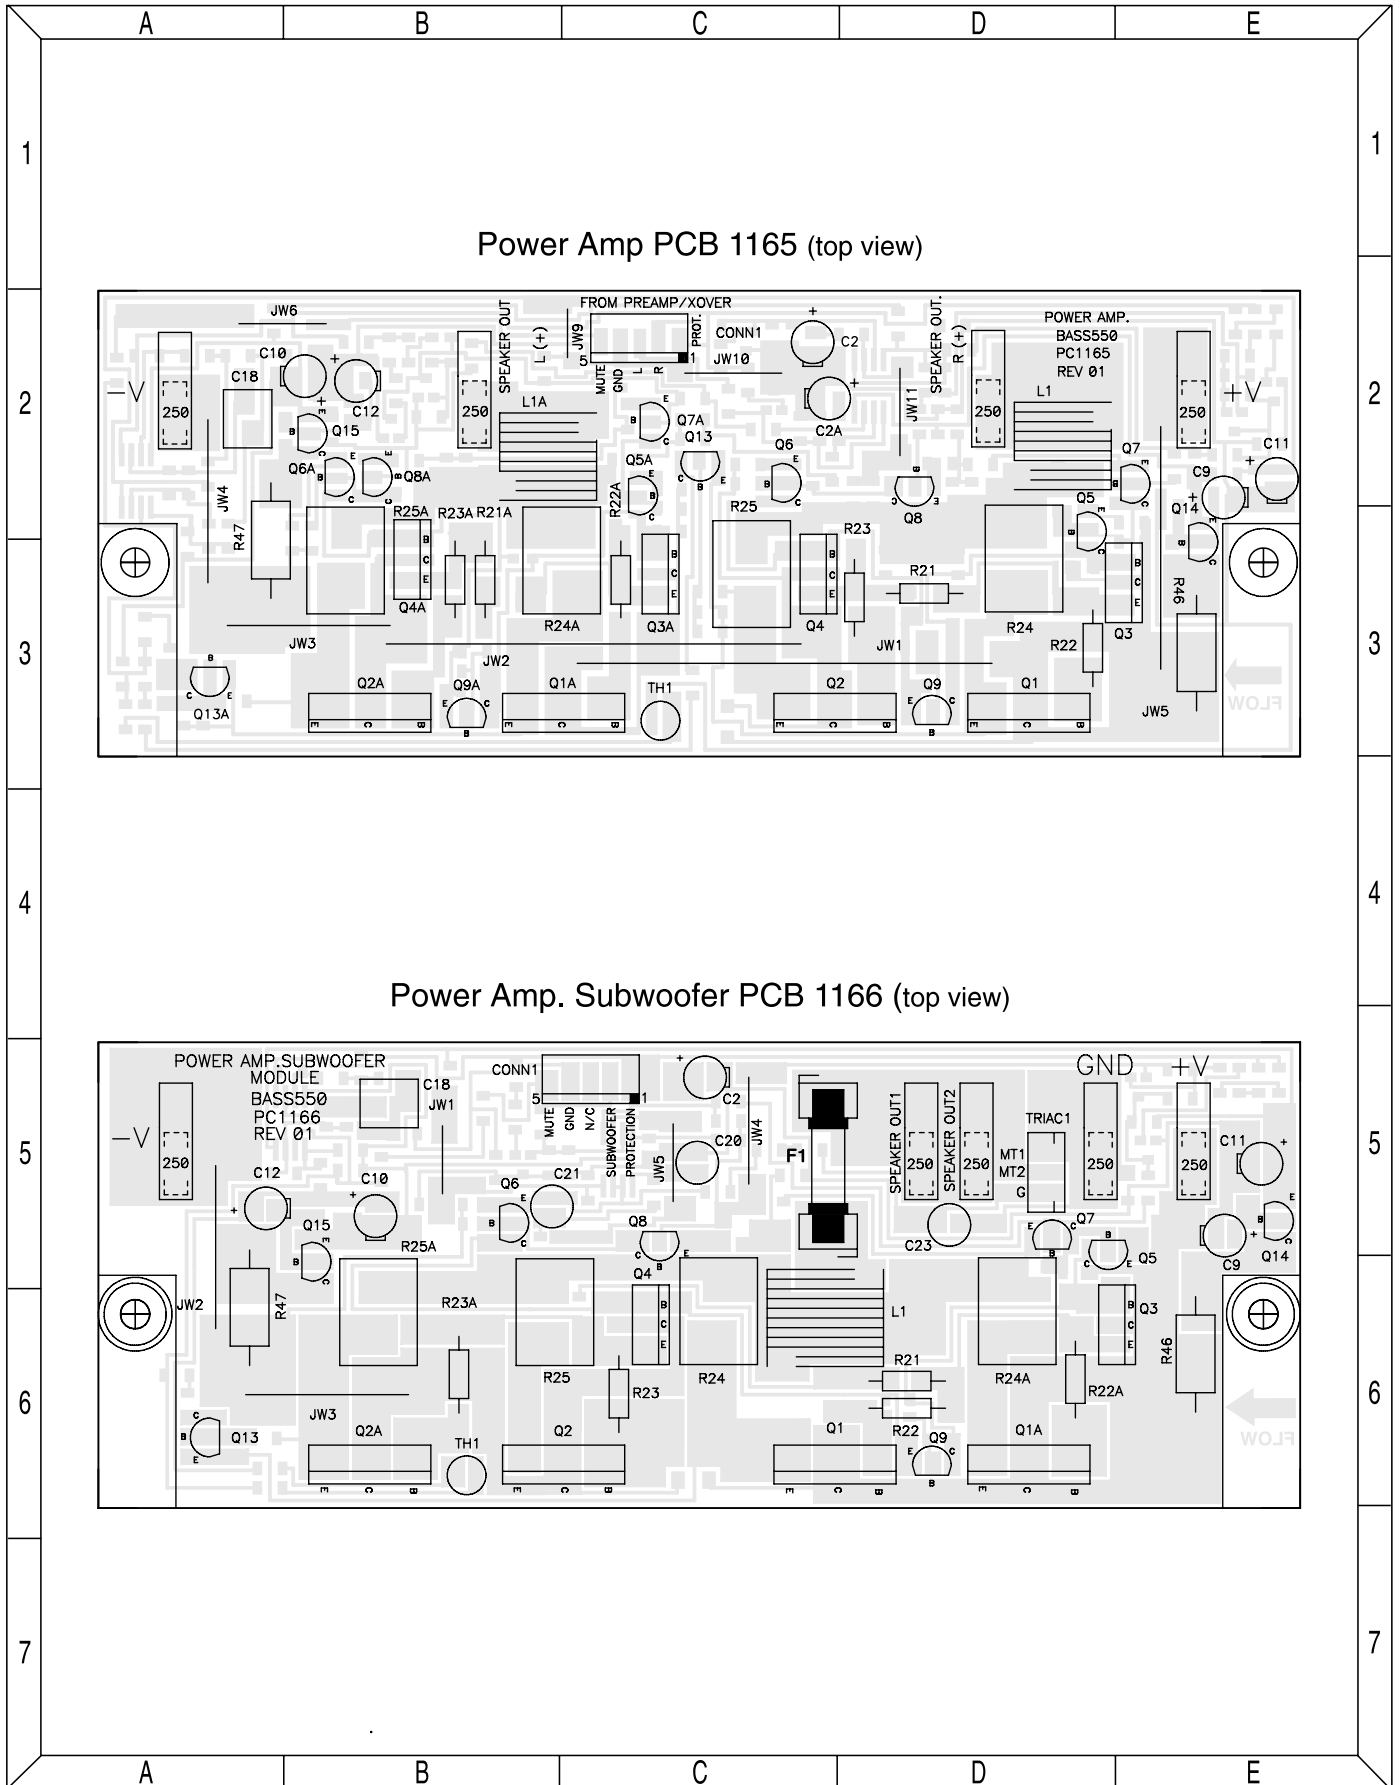 A B C D E
1 1
Power Amp PCB 1165 (top view)
JW6
SPEAKER OUT
L (+)
JW9
FROM PREAMP/XOVER
PROT.
CONN1
5 1
MUTE
GND
L
R
JW10
+
C2
SPEAKER OUT.
R (+)
POWER AMP.
BASS550
PC1165
REV 01
2 2
-V
250
C10
C18
+
C12
+
Q15
E
B
C
250
L1A
Q7A
E
B
C
Q13
C E
B
+
C2A
JW11
250
L1
250
+V
Q6A
B
E
C
Q8A
E
B
C
Q5A
E
B
C
Q6
E
B
C
B
C E
Q8
Q7
E
B
C
C9
+
C11
+
JW4
R47
R25A
R23A
R21A
R22A
R25
R23
Q5
E
B
C
Q14
E
B
C
B
C
E
Q4A
R24A
B
C
E
Q3A
B
C
E
Q4
R21
R24
B
C
E
Q3
R46
3 3
JW3
JW2
JW1
R22
B
C E
Q13A
Q2A
E C B
Q9A
E C
B
Q1A
E C B
TH1
Q2
E C B
Q9
E C
B
Q1
E C B
JW5
FLOW
4 4
Power Amp. Subwoofer PCB 1166 (top view)
POWER AMP.SUBWOOFER
MODULE
BASS550
PC1166
REV 01
C18
JW1
CONN1
5 1
MUTE
GND
N/C
SUBWOOFER
PROTECTION
+
C2
JW4
GND
+V
5 5
-V
250
JW5
C20
F1
SPEAKER OUT1
250
SPEAKER OUT2
250
TRIAC1
MT1
MT2
G
250
250
C11
+
C12
+
C10
+
Q6
E
B
C
C21
Q15
B
C
R25A
Q8
C E
B
C23
Q7
E C
B
Q5
C E
B
C9
+
Q14
E
B
C
JW2
R47
R23A
Q4
B
C
E
L1
Q3
B
C
E
R46
R25
R23
R24
R21
R24A
R22A
6 6
JW3
C
B
E
Q13
Q2A
E C B
TH1
Q2
E C B
Q1
E C B
R22
Q9
E C
B
Q1A
E C B
FLOW
7 7
A B C D E